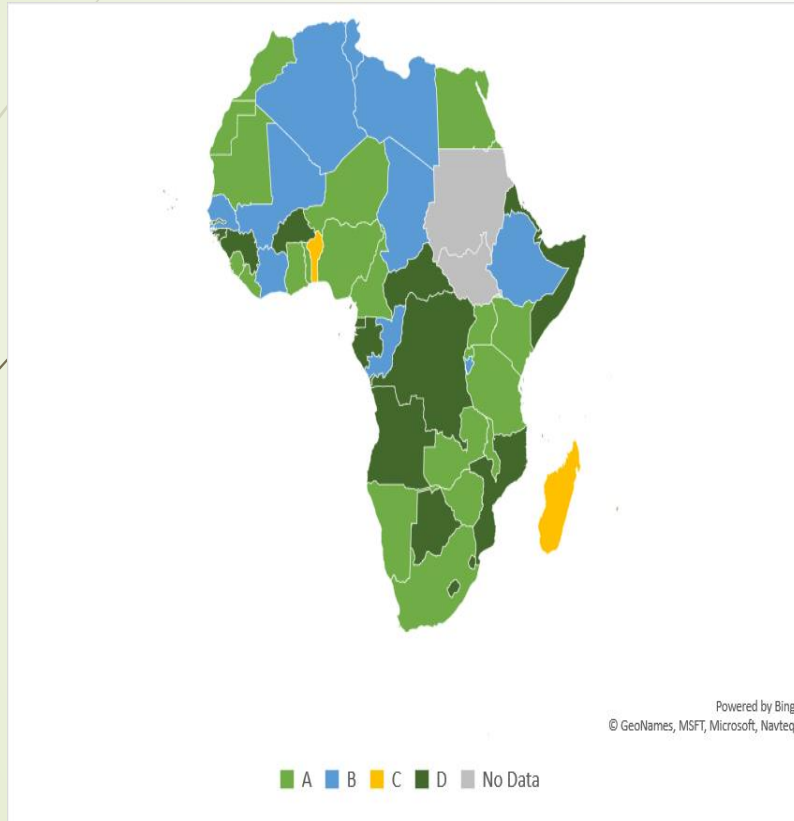 Powered by Bing
© GeoNames, MSFT, Microsoft, Navteq
A B C D No Data